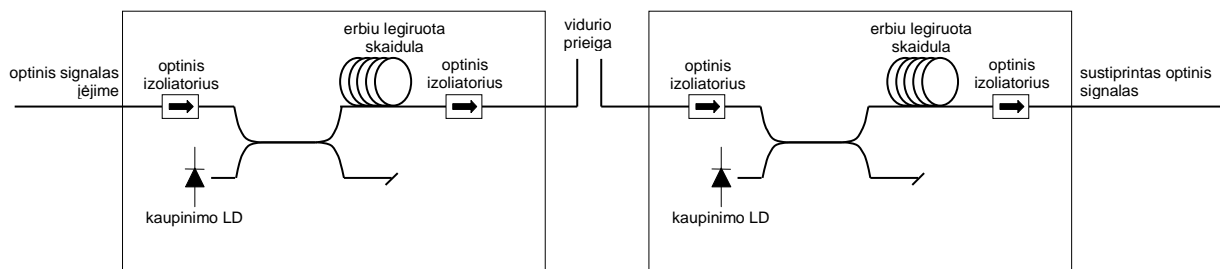 optinis signalas
įėjime
optinis
izoliatorius
erbiu legiruota
skaidula
optinis
izoliatorius
kaupinimo LD
vidurio
prieiga
optinis
izoliatorius
erbiu legiruota
skaidula
optinis
izoliatorius
kaupinimo LD
sustiprintas optinis
signalas